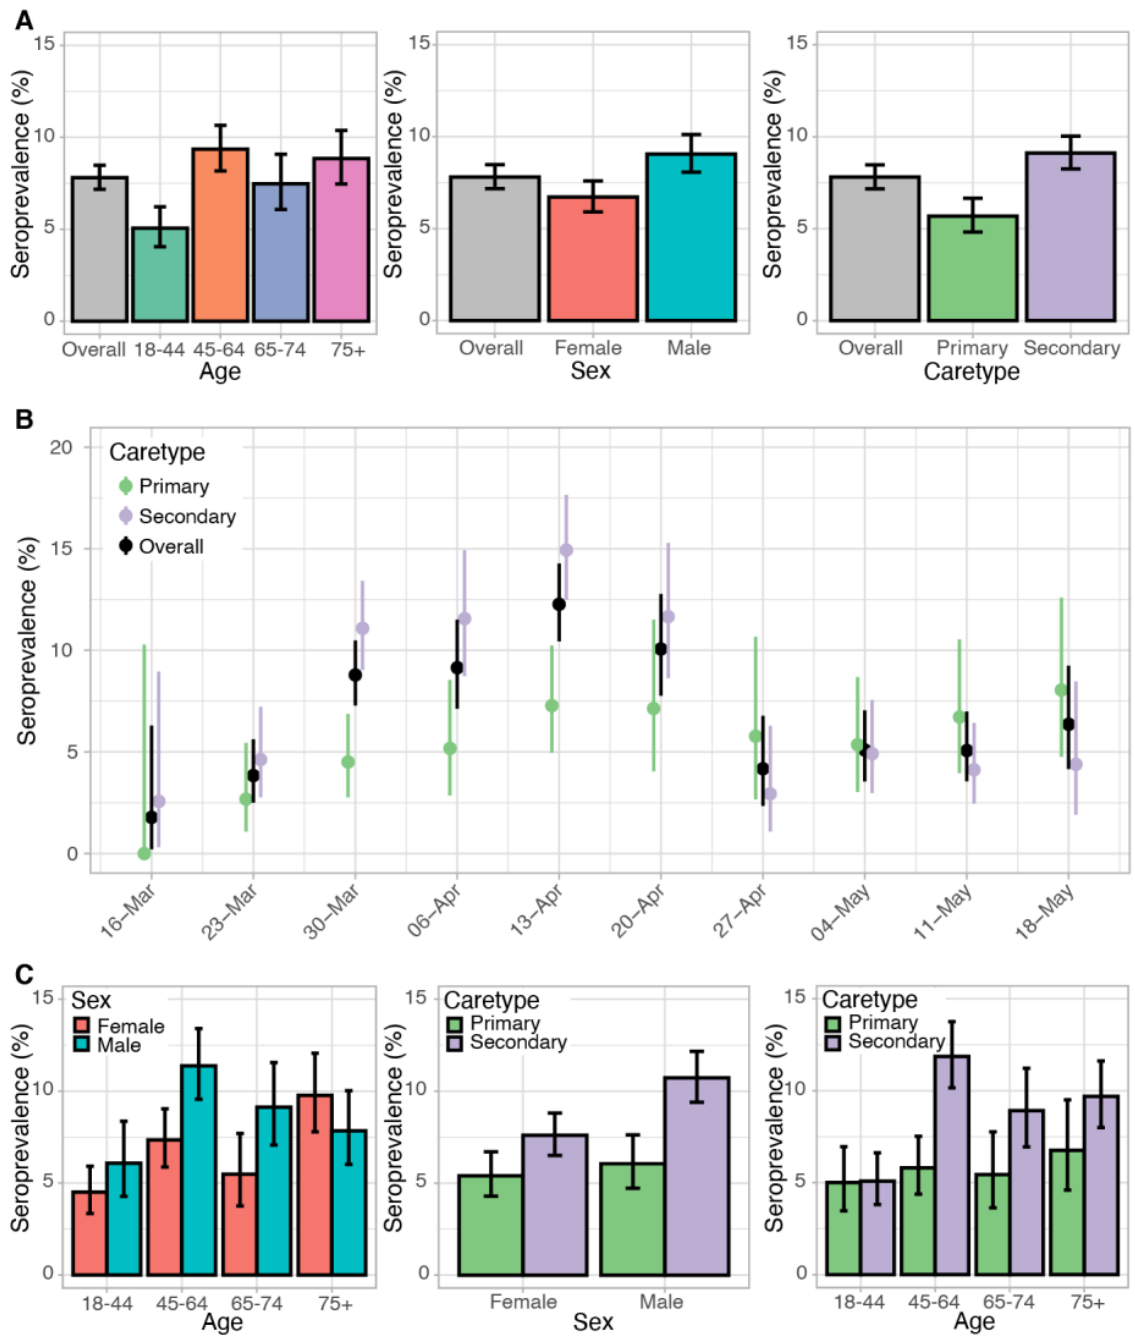 A
Seroprevalence (%)
15
10
5
0
Overall 18-44 45-64 65-74 75+
Age
Seroprevalence (%)
15
10
5
0
Overall Female Male
Sex
Seroprevalence (%)
15
10
5
0
Overall Primary Secondary
Caretype
B
Seroprevalence (%)
20
15
10
5
0
Caretype
Primary
Secondary
Overall
16–Mar 23–Mar 30–Mar 06–Apr 13–Apr 20–Apr 27–Apr 04–May 11–May 18–May
C
Seroprevalence (%)
15
10
5
0
Sex
Female
Male
18-44 45-64 65-74 75+
Age
Seroprevalence (%)
15
10
5
0
Caretype
Primary
Secondary
Female Male
Sex
Seroprevalence (%)
15
10
5
0
Caretype
Primary
Secondary
18-44 45-64 65-74 75+
Age